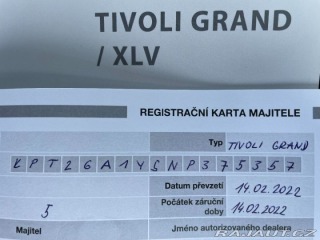 TIVOLI GRAND
/ XLV
REGISTRAČNÍ KARTA MAJITELE
Typ TIVOLI GRAND
KPT26A1YSNP375357
Datum převzetí 14.02.2022
Počátek záruční
doby 14.02.2022
5
Majitel Jméno autorizovaného dealera